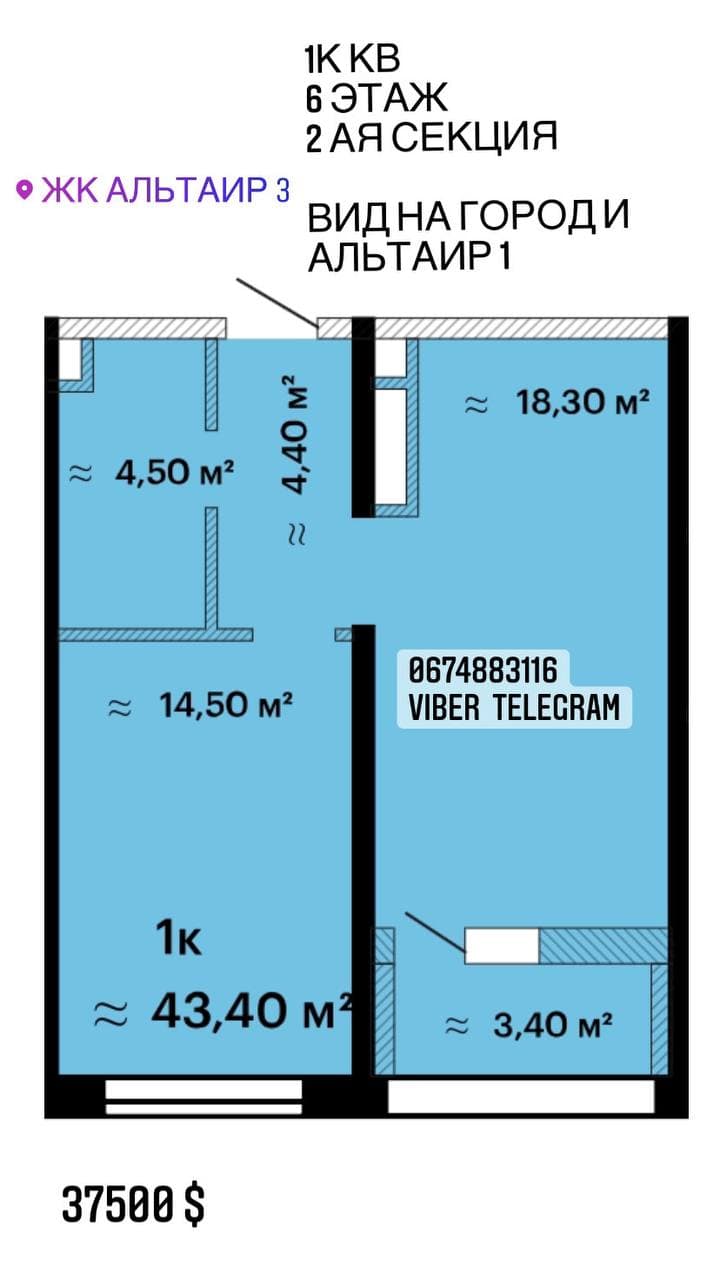 1К КВ
6 ЭТАЖ
2 АЯ СЕКЦИЯ
ЖК АЛЬТАИР 3
ВИД НА ГОРОД И
АЛЬТАИР 1
≈ 18,30 м²
≈ 4,40 м²
≈ 4,50 м²
0674883116
VIBER TELEGRAM
≈ 14,50 м²
1к
≈ 43,40 м²
≈ 3,40 м²
37500 $